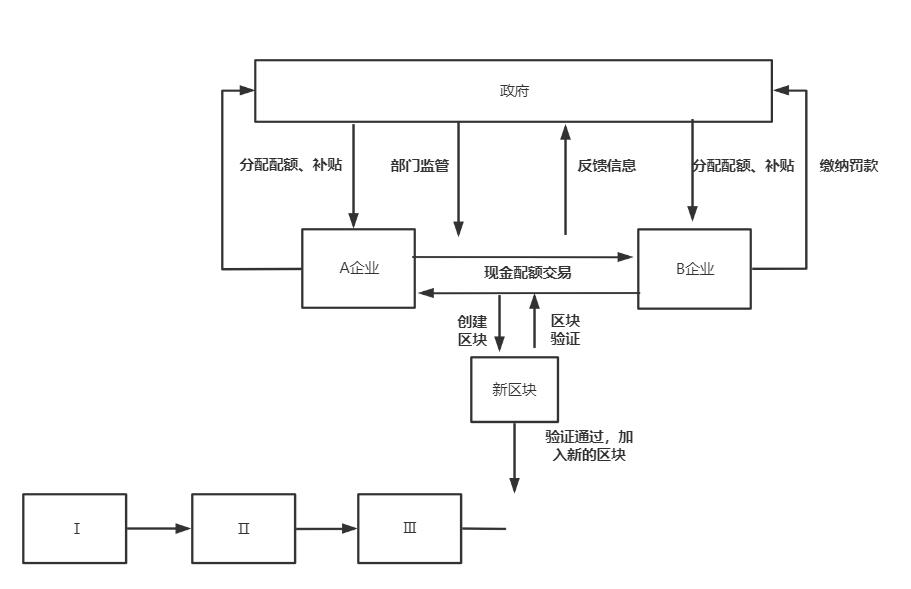 政府
分配配额、补贴
部门监管
反馈信息
分配配额、补贴
缴纳罚款
A企业
B企业
现金配额交易
创建
区块
区块
验证
新区块
验证通过，加
入新的区块
Ⅰ
Ⅱ
Ⅲ